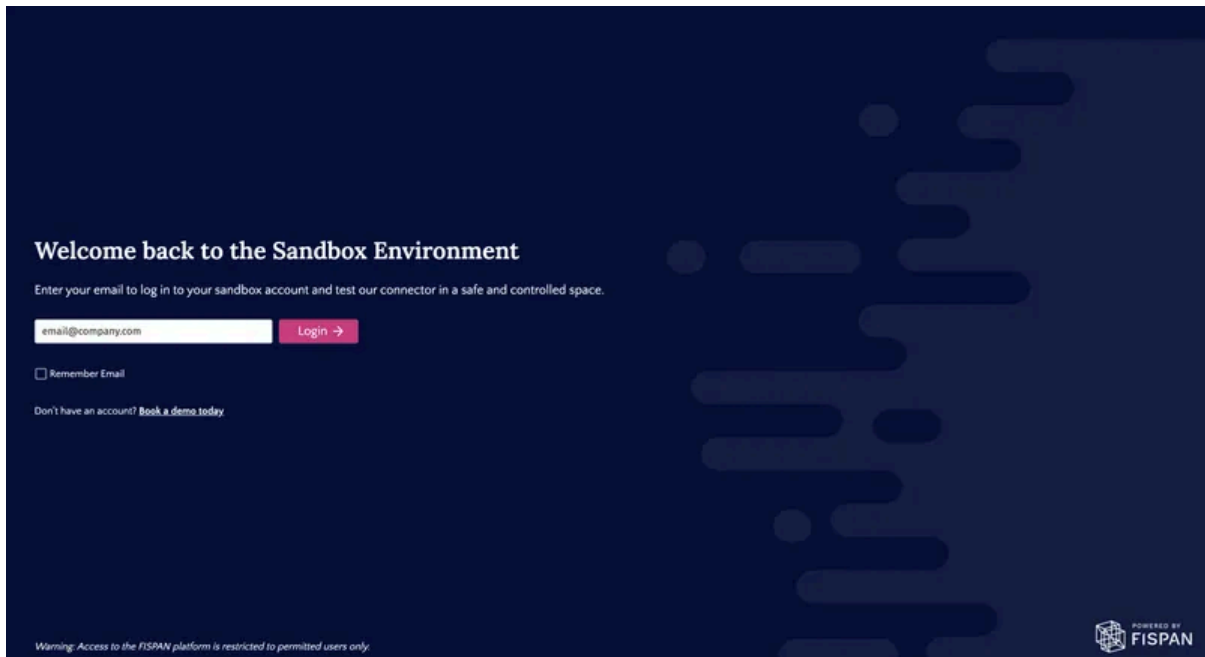 Welcome back to the Sandbox Environment
Enter your email to log in to your sandbox account and test our connector in a safe and controlled space.
email@company.com
Login →
Remember Email
Don't have an account? Book a demo today
Warning: Access to the FISPAN platform is restricted to permitted users only.
POWERED BY
FISPAN